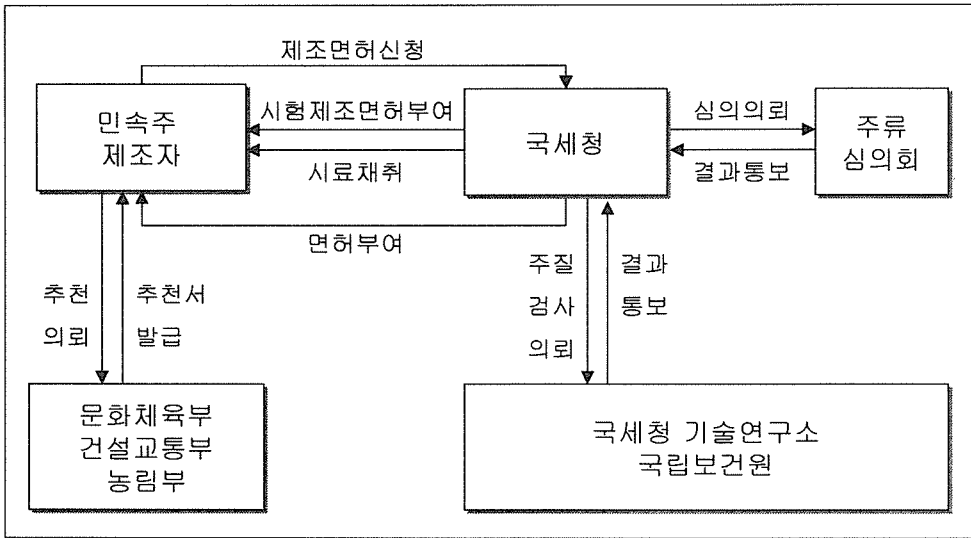 제조면허신청
민속주
제조자
시험제조면허부여
시료채취
국세청
심의의뢰
결과통보
주류
심의회
면허부여
추천
의뢰
추천서
발급
주질
검사
의뢰
결과
통보
문화체육부
건설교통부
농림부
국세청 기술연구소
국립보건원